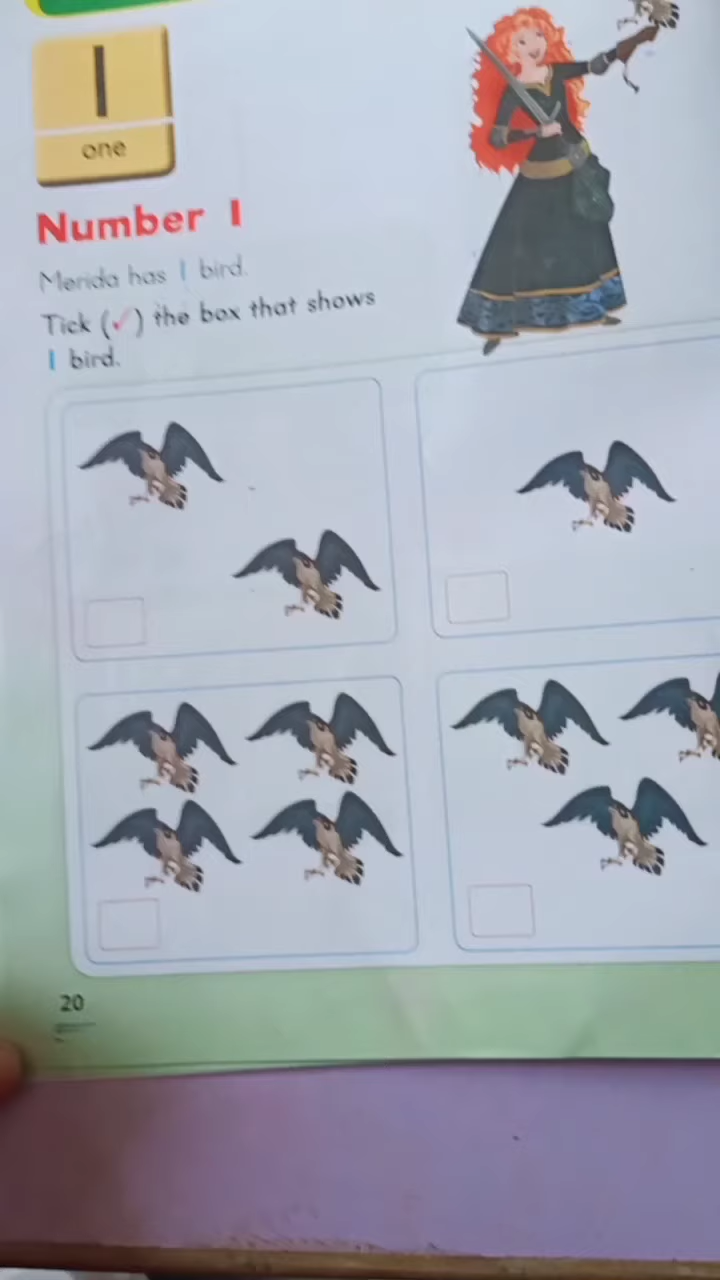 1
one
Number 1
Merida has 1 bird.
Tick (✓) the box that shows
1 bird.
20